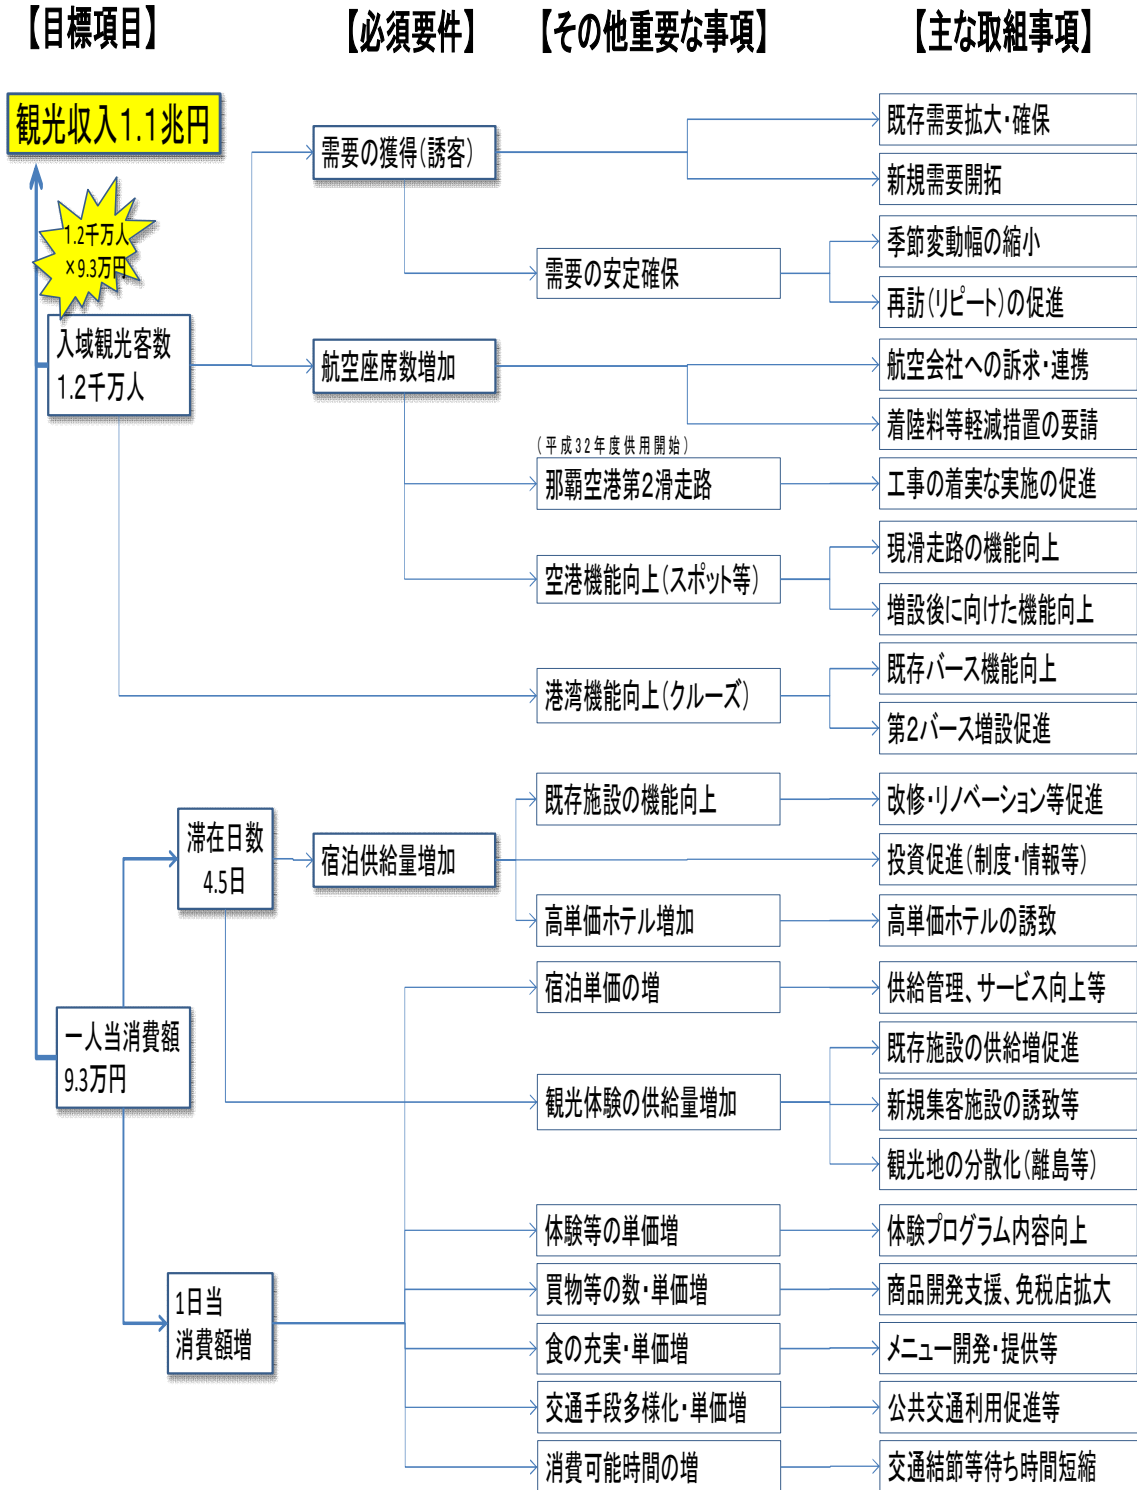 【目標項目】
【必須要件】
【その他重要な事項】
【主な取組事項】
観光収入1.1兆円
1.2千万人
×9.3万円
入域観光客数
1.2千万人
需要の獲得(誘客)
既存需要拡大・確保
新規需要開拓
需要の安定確保
季節変動幅の縮小
再訪(リピート)の促進
航空座席数増加
航空会社への訴求・連携
着陸料等軽減措置の要請
(平成32年度供用開始)
那覇空港第2滑走路
工事の着実な実施の促進
空港機能向上(スポット等)
現滑走路の機能向上
増設後に向けた機能向上
港湾機能向上(クルーズ)
既存バース機能向上
第2バース増設促進
一人当消費額
9.3万円
滞在日数
4.5日
宿泊供給量増加
既存施設の機能向上
改修・リノベーション等促進
投資促進(制度・情報等)
高単価ホテル増加
高単価ホテルの誘致
宿泊単価の増
供給管理、サービス向上等
観光体験の供給量増加
既存施設の供給増促進
新規集客施設の誘致等
観光地の分散化(離島等)
1日当
消費額増
体験等の単価増
体験プログラム内容向上
買物等の数・単価増
商品開発支援、免税店拡大
食の充実・単価増
メニュー開発・提供等
交通手段多様化・単価増
公共交通利用促進等
消費可能時間の増
交通結節等待ち時間短縮